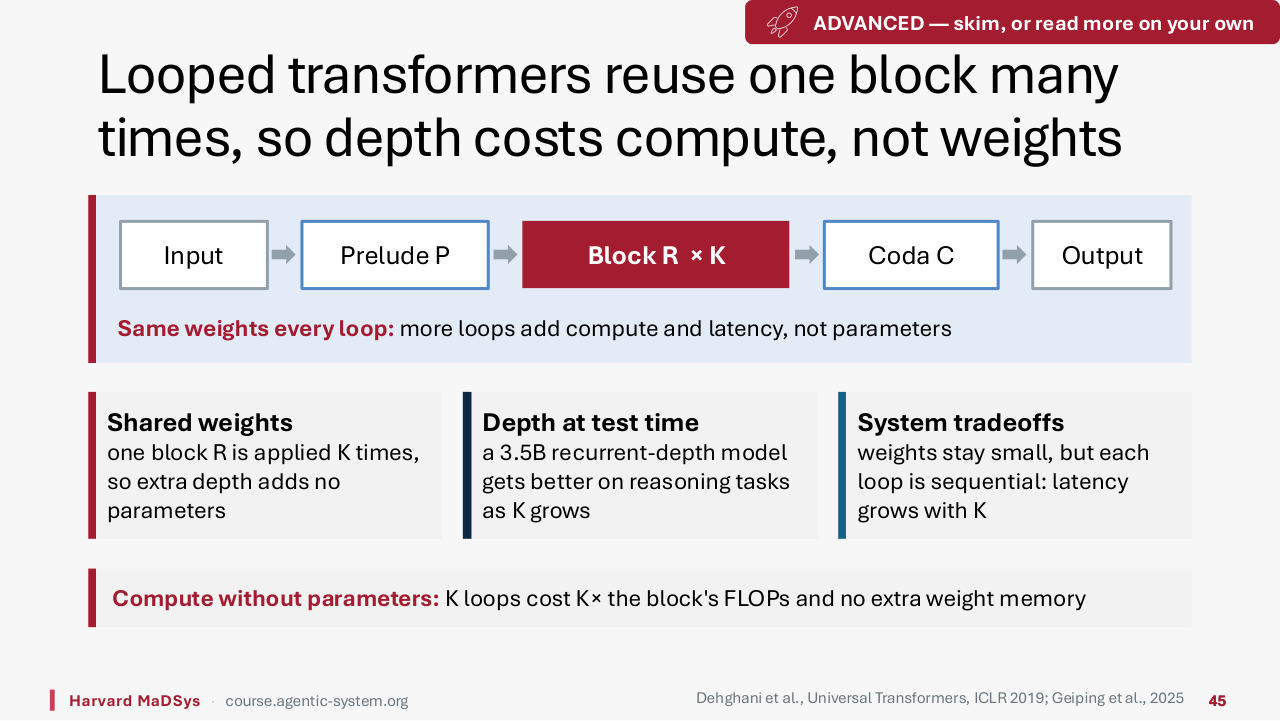 ADVANCED — skim, or read more on your own
Looped transformers reuse one block many
times, so depth costs compute, not weights
Input
Prelude P
Block R × K
Coda C
Output
Same weights every loop: more loops add compute and latency, not parameters
Shared weights
one block R is applied K times,
so extra depth adds no
parameters
Depth at test time
a 3.5B recurrent-depth model
gets better on reasoning tasks
as K grows
System tradeoffs
weights stay small, but each
loop is sequential: latency
grows with K
Compute without parameters: K loops cost K× the block's FLOPs and no extra weight memory
Harvard MaDSys · course.agentic-system.org
Dehghani et al., Universal Transformers, ICLR 2019; Geiping et al., 2025
45